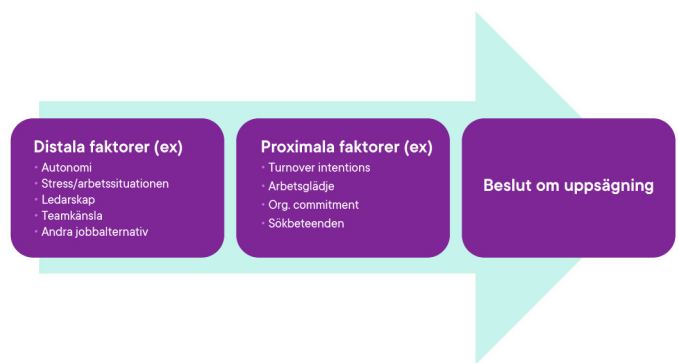 Distala faktorer (ex)
• Autonomi
• Stress/arbetssituationen
• Ledarskap
• Teamkänsla
• Andra jobbalternativ
Proximala faktorer (ex)
• Turnover intentions
• Arbetsglädje
• Org. commitment
• Sökbeteenden
Beslut om uppsägning